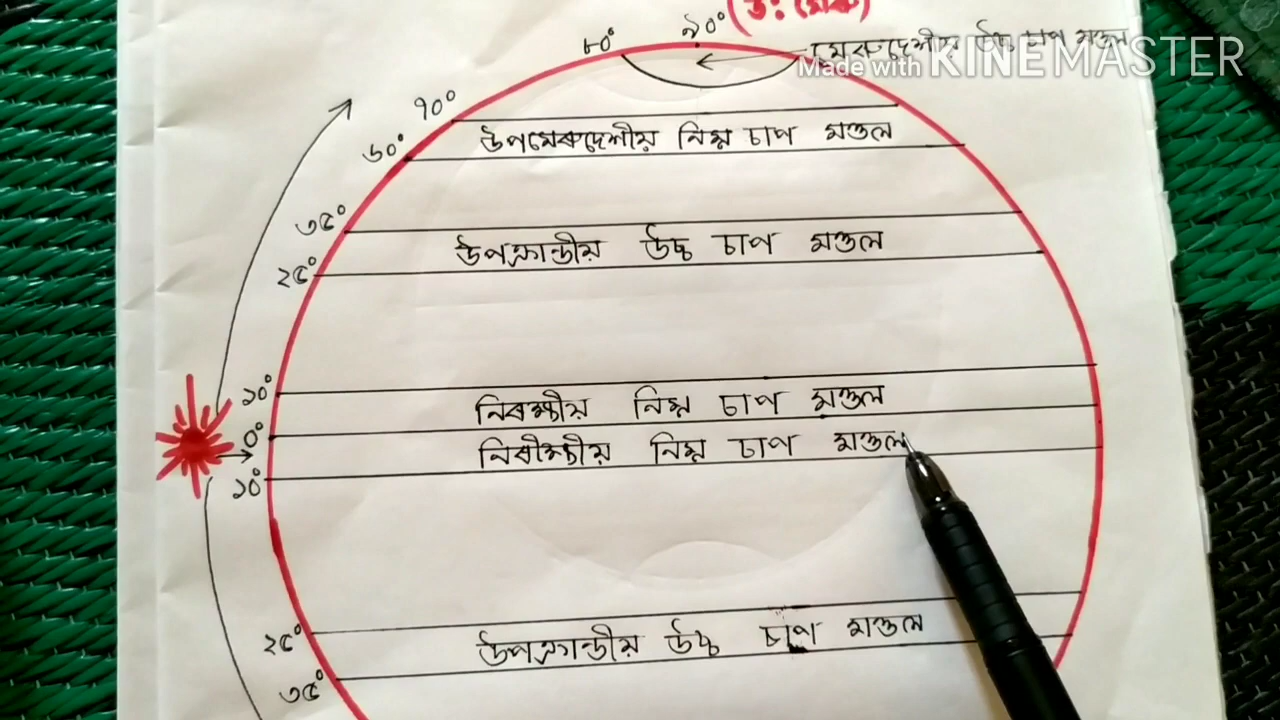 ৯০°
(উ: মেৰু)
৮০°
মেৰুদেশীয় উচ্চ চাপ মণ্ডল
Made with KINEMASTER
৭০°
উপমেৰুদেশীয় নিম্ন চাপ মণ্ডল
৬০°
৩৫°
উপক্ৰান্তীয় উচ্চ চাপ মণ্ডল
২৫°
১০°
নিৰক্ষীয় নিম্ন চাপ মণ্ডল
০°
নিৰীক্ষীয় নিম্ন চাপ মণ্ডল
১০°
২৫°
উপক্ৰান্তীয় উচ্চ চাপ মণ্ডল
৩৫°